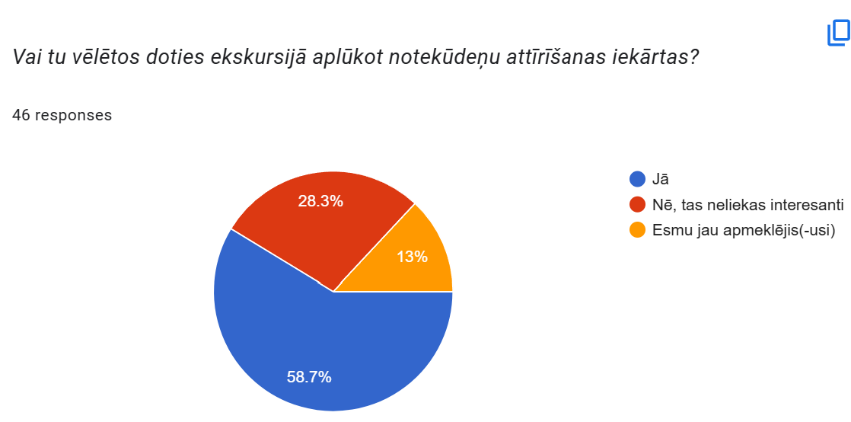 Vai tu vēlētos doties ekskursijā aplūkot notekūdeņu attīrīšanas iekārtas?
46 responses
Jā
Nē, tas neliekas interesanti
Esmu jau apmeklējis(-usi)
28.3%
13%
58.7%